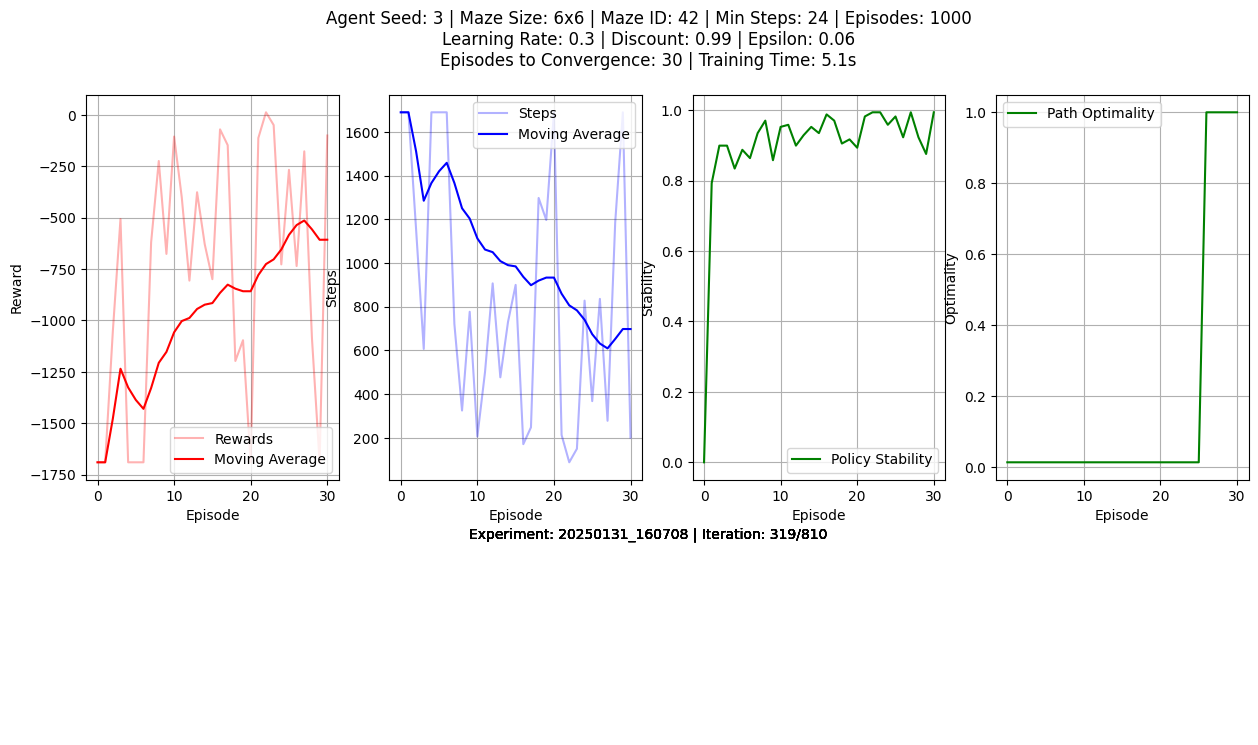 Agent Seed: 3 | Maze Size: 6x6 | Maze ID: 42 | Min Steps: 24 | Episodes: 1000
Learning Rate: 0.3 | Discount: 0.99 | Epsilon: 0.06
Episodes to Convergence: 30 | Training Time: 5.1s
Reward
0
−250
−500
−750
−1000
−1250
−1500
−1750
Rewards
Moving Average
0 10 20 30
Episode
Steps
1600
1400
1200
1000
800
600
400
200
Steps
Moving Average
0 10 20 30
Episode
Stability
1.0
0.8
0.6
0.4
0.2
0.0
Policy Stability
0 10 20 30
Episode
Optimality
1.0
0.8
0.6
0.4
0.2
0.0
Path Optimality
0 10 20 30
Episode
Experiment: 20250131_160708 | Iteration: 319/810